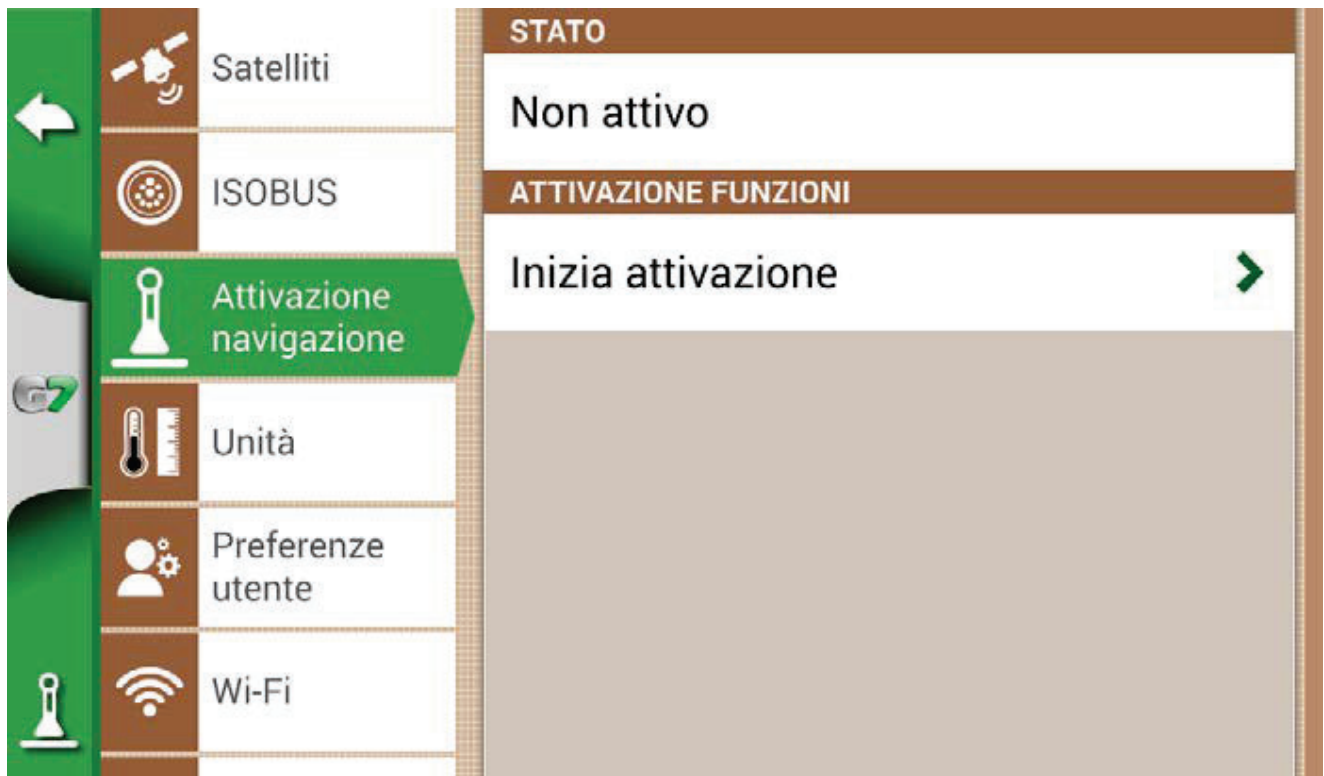 Satelliti
ISOBUS
Attivazione
navigazione
Unità
Preferenze
utente
Wi-Fi
G7
STATO
Non attivo
ATTIVAZIONE FUNZIONI
Inizia attivazione